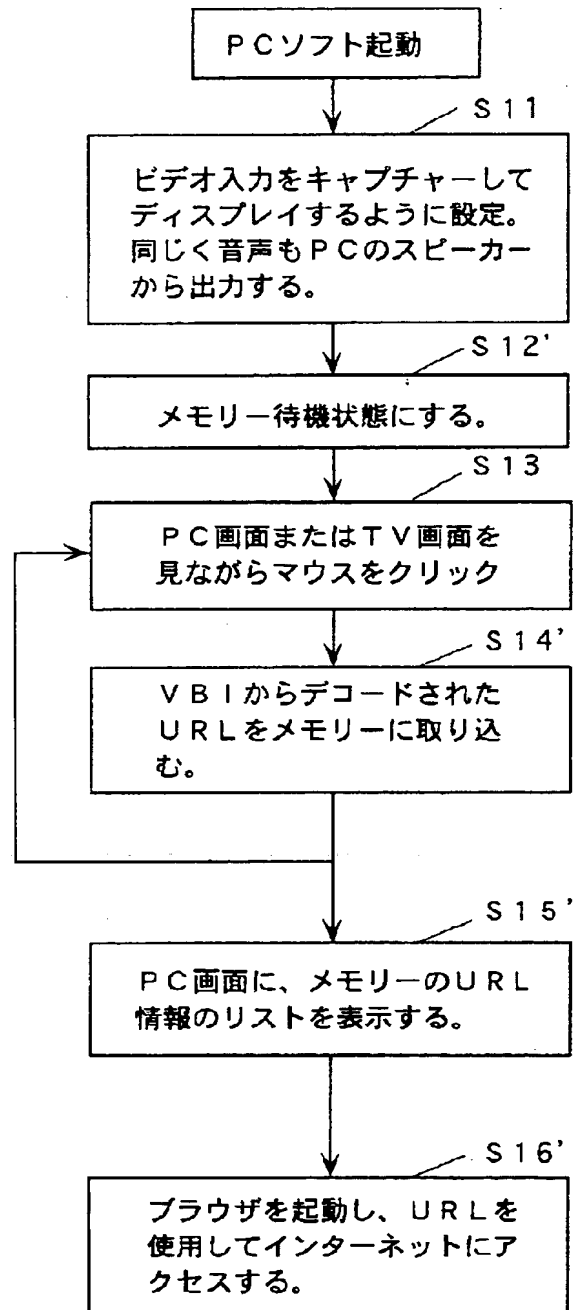 PCソフト起動
S11
ビデオ入力をキャプチャーして
ディスプレイするように設定。
同じく音声もPCのスピーカー
から出力する。
S12'
メモリー待機状態にする。
S13
PC画面またはTV画面を
見ながらマウスをクリック
S14'
VBIからデコードされた
URLをメモリーに取り込
む。
S15'
PC画面に、メモリーのURL
情報のリストを表示する。
S16'
ブラウザを起動し、URLを
使用してインターネットにア
クセスする。